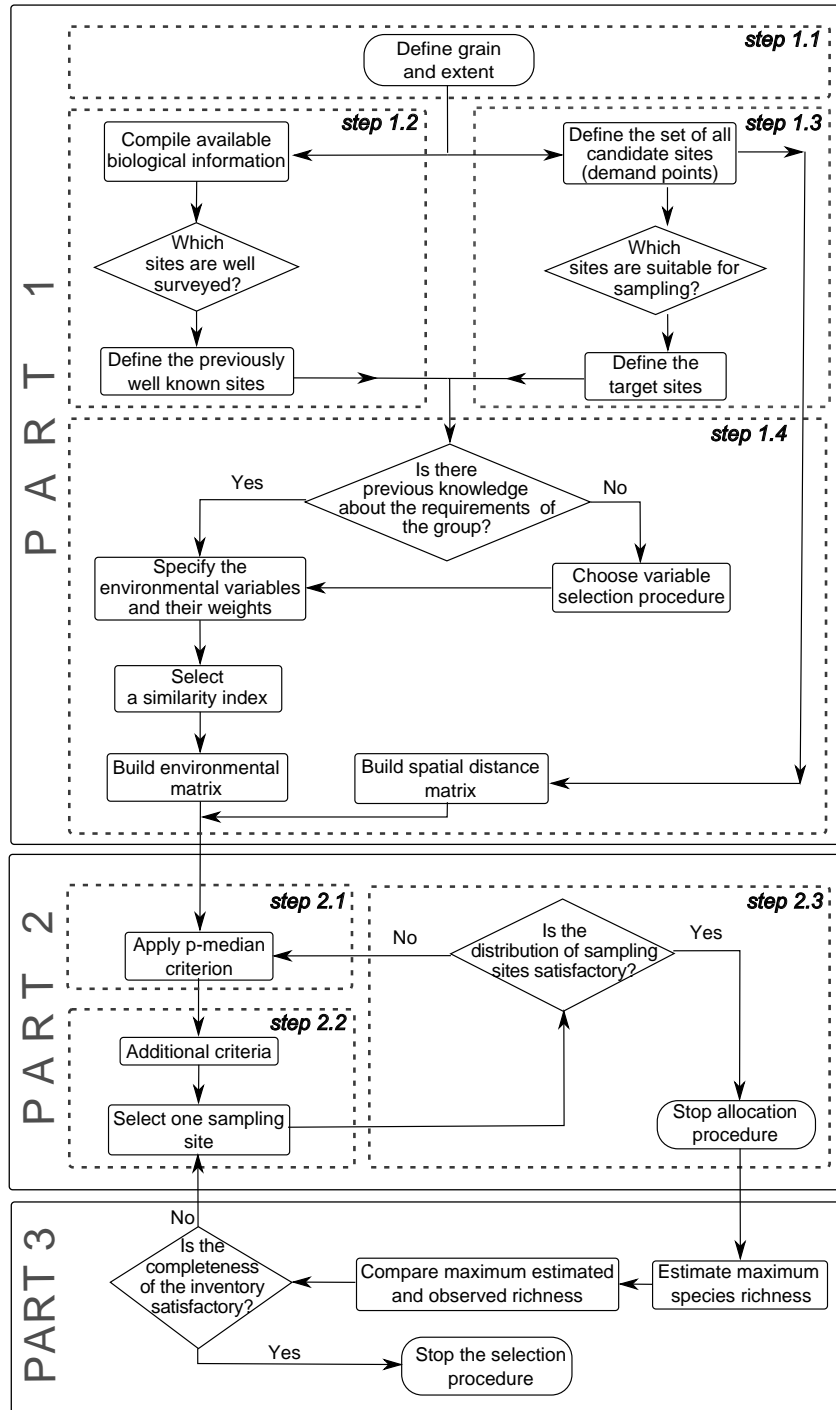 PART 1
step 1.1
Define grain
and extent
step 1.2
Compile available
biological information
Which
sites are well
surveyed?
Define the previously
well known sites
step 1.3
Define the set of all
candidate sites
(demand points)
Which
sites are suitable for
sampling?
Define the
target sites
step 1.4
Is there
previous knowledge
about the requirements of
the group?
Yes
No
Specify the
environmental variables
and their weights
Choose variable
selection procedure
Select
a similarity index
Build environmental
matrix
Build spatial distance
matrix
PART 2
step 2.1
Apply p-median
criterion
step 2.2
Additional criteria
Select one sampling
site
step 2.3
Is the
distribution of sampling
sites satisfactory?
No
Yes
Stop allocation
procedure
PART 3
No
Is the
completeness
of the inventory
satisfactory?
Compare maximum estimated
and observed richness
Estimate maximum
species richness
Yes
Stop the selection
procedure